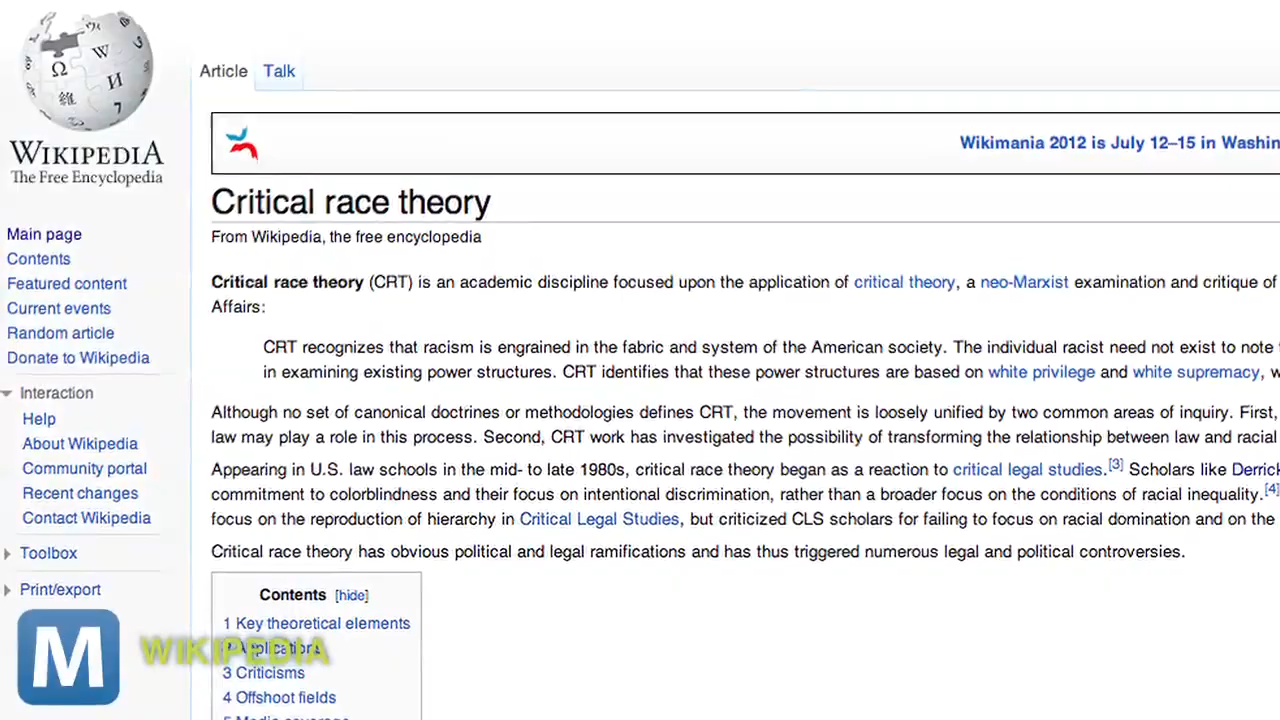 WIKIPEDIA
The Free Encyclopedia
Main page
Contents
Featured content
Current events
Random article
Donate to Wikipedia
Interaction
Help
About Wikipedia
Community portal
Recent changes
Contact Wikipedia
Toolbox
Print/export
Article Talk
Wikimania 2012 is July 12–15 in
Critical race theory
From Wikipedia, the free encyclopedia
Critical race theory (CRT) is an academic discipline focused upon the application of critical theory, a neo-Marxist examination and critique of
Affairs:
CRT recognizes that racism is engrained in the fabric and system of the American society. The individual racist need not exist to note
in examining existing power structures. CRT identifies that these power structures are based on white privilege and white supremacy,
Although no set of canonical doctrines or methodologies defines CRT, the movement is loosely unified by two common areas of inquiry. First,
law may play a role in this process. Second, CRT work has investigated the possibility of transforming the relationship between law and racial
Appearing in U.S. law schools in the mid- to late 1980s, critical race theory began as a reaction to critical legal studies.[3] Scholars like
commitment to colorblindness and their focus on intentional discrimination, rather than a broader focus on the conditions of racial inequality.[4]
focus on the reproduction of hierarchy in Critical Legal Studies, but criticized CLS scholars for failing to focus on racial domination and on the
Critical race theory has obvious political and legal ramifications and has thus triggered numerous legal and political controversies.
Contents [hide]
1 Key theoretical elements
2 Applications
3 Criticisms
4 Offshoot fields
M WIKIPEDIA